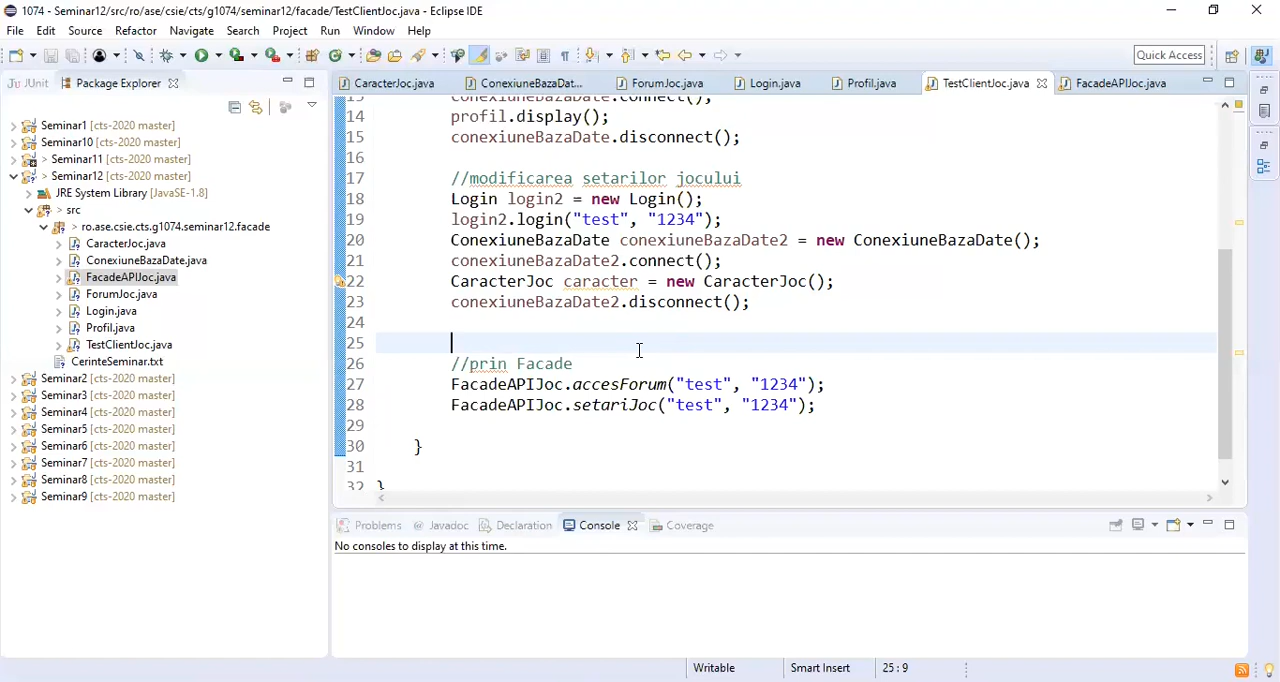 1074 - Seminar12/src/ro/ase/csie/cts/g1074/seminar12/facade/TestClientJoc.java - Eclipse IDE
File Edit Source Refactor Navigate Search Project Run Window Help
Quick Access
JUnit Package Explorer
CaracterJoc.java ConexiuneBazaDat... ForumJoc.java Login.java Profil.java TestClientJoc.java FacadeAPIJoc.java
Seminar1 [cts-2020 master]
Seminar10 [cts-2020 master]
> Seminar11 [cts-2020 master]
> Seminar12 [cts-2020 master]
JRE System Library [JavaSE-1.8]
> src
> ro.ase.csie.cts.g1074.seminar12.facade
CaracterJoc.java
ConexiuneBazaDate.java
FacadeAPIJoc.java
ForumJoc.java
Login.java
Profil.java
TestClientJoc.java
CerinteSeminar.txt
Seminar2 [cts-2020 master]
Seminar3 [cts-2020 master]
Seminar4 [cts-2020 master]
Seminar5 [cts-2020 master]
Seminar6 [cts-2020 master]
Seminar7 [cts-2020 master]
Seminar8 [cts-2020 master]
Seminar9 [cts-2020 master]
13 conexiuneBazaDate.connect();
14 profil.display();
15 conexiuneBazaDate.disconnect();
16
17 //modificarea setarilor jocului
18 Login login2 = new Login();
19 login2.login("test", "1234");
20 ConexiuneBazaDate conexiuneBazaDate2 = new ConexiuneBazaDate();
21 conexiuneBazaDate2.connect();
22 CaracterJoc caracter = new CaracterJoc();
23 conexiuneBazaDate2.disconnect();
24
25
26 //prin Facade
27 FacadeAPIJoc.accesForum("test", "1234");
28 FacadeAPIJoc.setariJoc("test", "1234");
29
30 }
31
32 }
Problems @ Javadoc Declaration Console Coverage
No consoles to display at this time.
Writable Smart Insert 25 : 9